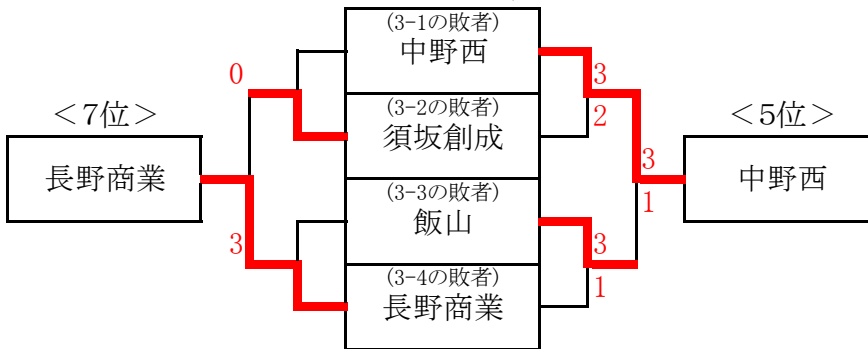 (3-1の敗者)
中野西
0
3
(3-2の敗者)
2
<7位>
須坂創成
<5位>
長野商業
3
中野西
(3-3の敗者)
1
飯山
3
3
(3-4の敗者)
1
長野商業